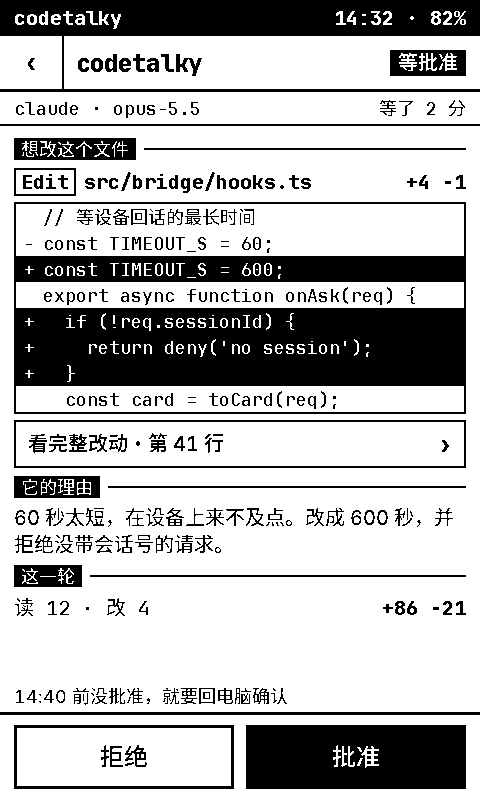 codetalky 14:32 · 82%
‹ codetalky 等批准
claude · opus-5.5 等了 2 分
想改这个文件
Edit src/bridge/hooks.ts +4 -1
// 等设备回话的最长时间
- const TIMEOUT_S = 60;
+ const TIMEOUT_S = 600;
export async function onAsk(req) {
+ if (!req.sessionId) {
+ return deny('no session');
+ }
const card = toCard(req);
看完整改动·第 41 行 ›
它的理由
60 秒太短，在设备上来不及点。改成 600 秒，并
拒绝没带会话号的请求。
这一轮
读 12 · 改 4 +86 -21
14:40 前没批准，就要回电脑确认
拒绝 批准